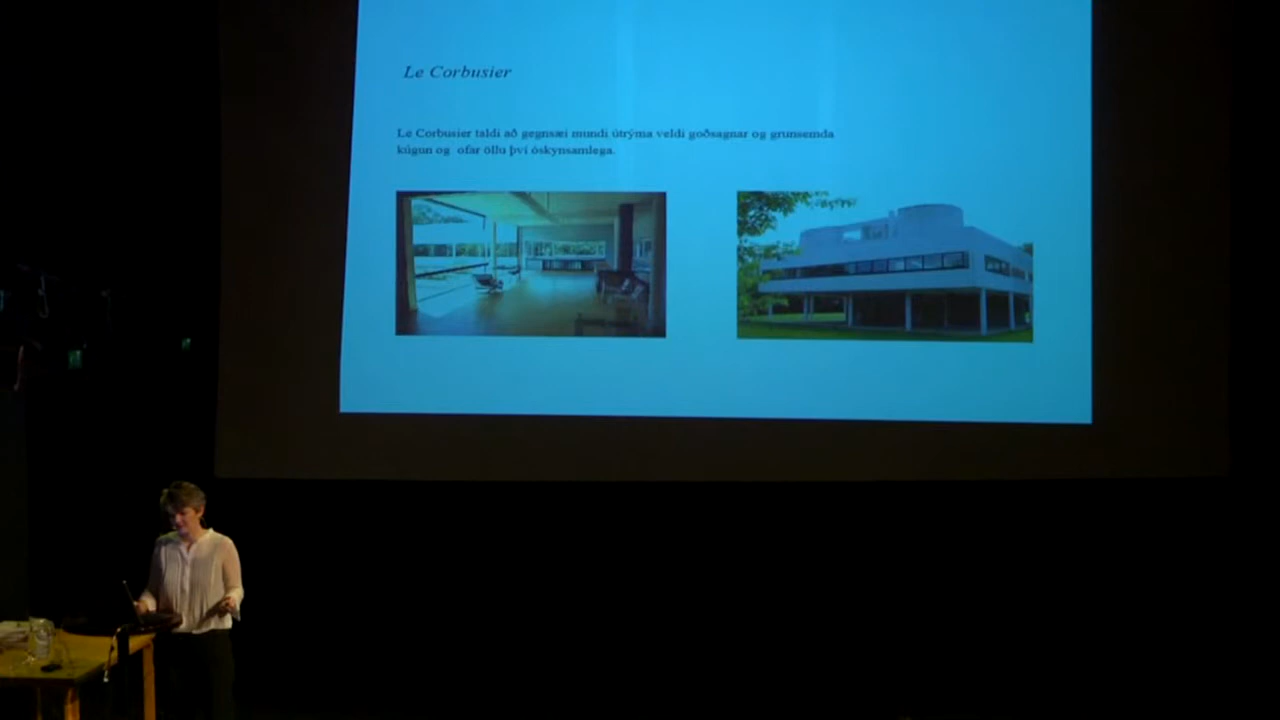 Le Corbusier
Le Corbusier taldi að gegnsæi mundi útrýma veldi goðsagnar og grunsemda
kúgun og ofar öllu því óskynsamlega.